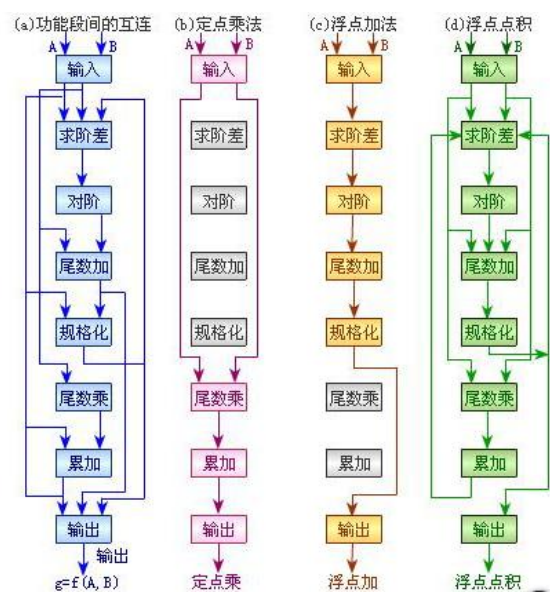 (a)功能段间的互连
A B
输入
求阶差
对阶
尾数加
规格化
尾数乘
累加
输出
输出
g=f(A,B)
(b)定点乘法
A B
输入
求阶差
对阶
尾数加
规格化
尾数乘
累加
输出
定点乘
(c)浮点加法
A B
输入
求阶差
对阶
尾数加
规格化
尾数乘
累加
输出
浮点加
(d)浮点点积
A B
输入
求阶差
对阶
尾数加
规格化
尾数乘
累加
输出
浮点点积